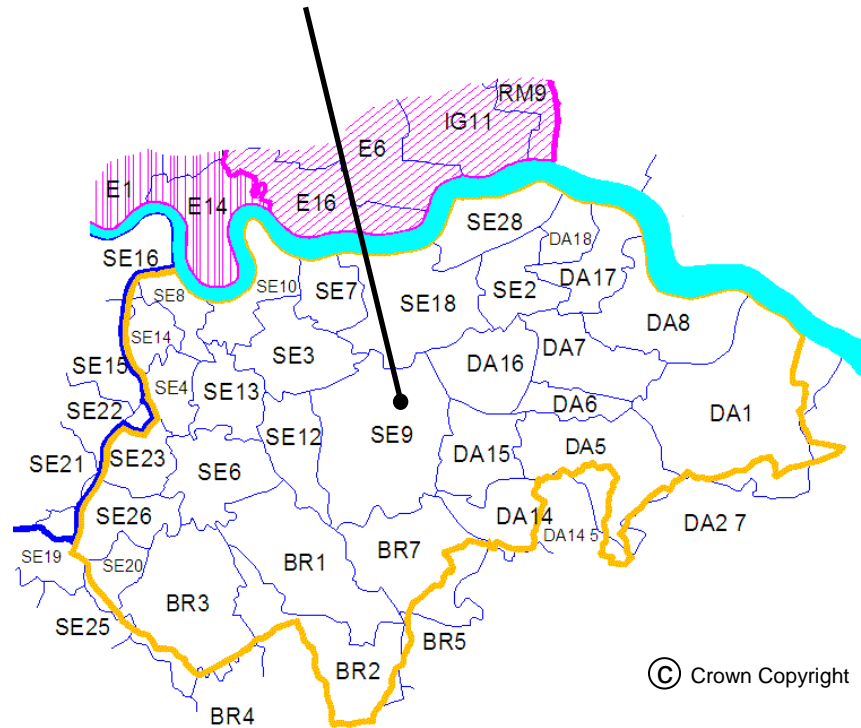 RM9
IG11
E6
E1
E14
E16
SE28
DA18
SE16
SE8
SE10
SE7
SE18
SE2
DA17
SE14
SE3
DA8
DA7
DA16
SE15
SE4
SE13
DA6
DA1
SE22
SE12
SE9
DA15
DA5
SE21
SE23
SE6
SE26
DA14
DA14 5
DA2 7
SE19
SE20
BR1
BR7
BR3
SE25
BR5
BR2
BR4
© Crown Copyright